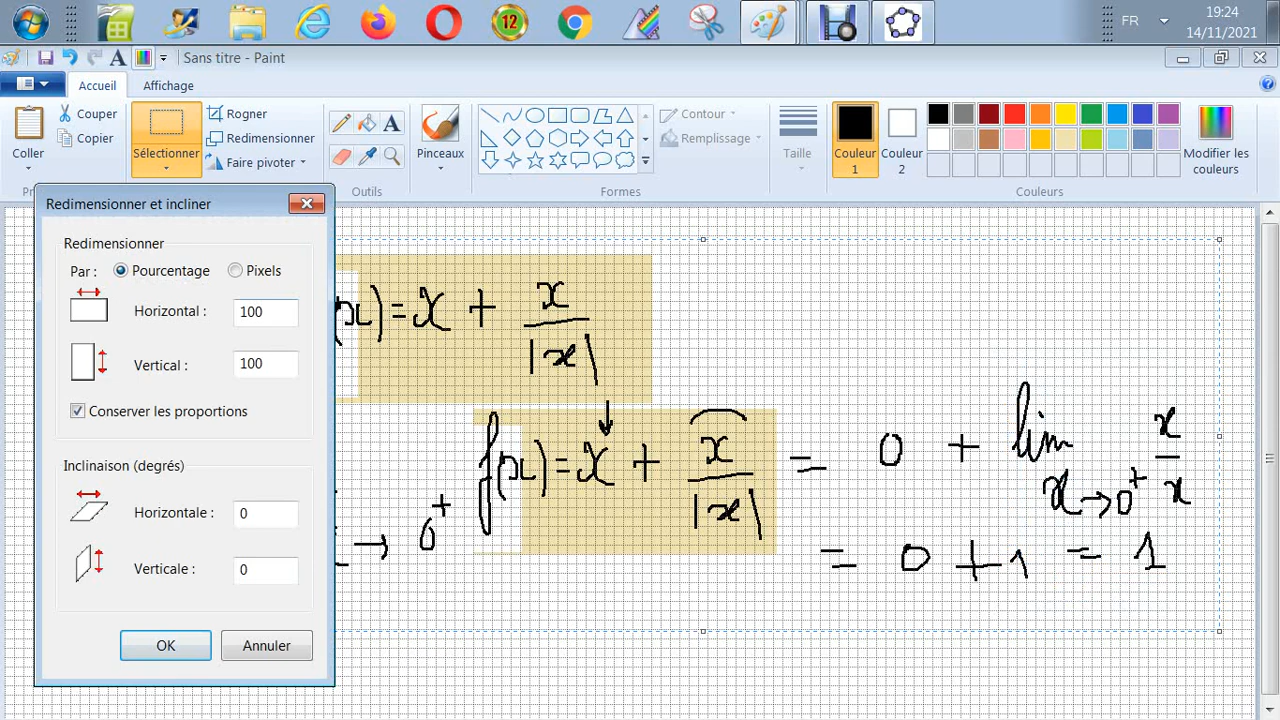 12
FR
19:24
14/11/2021
Sans titre - Paint
Accueil
Affichage
Coller
Couper
Copier
Sélectionner
Rogner
Redimensionner
Faire pivoter
Outils
Pinceaux
Formes
Contour
Remplissage
Taille
Couleur 1
Couleur 2
Couleurs
Modifier les couleurs
Redimensionner et incliner
Redimensionner
Par :
Pourcentage
Pixels
Horizontal :
100
Vertical :
100
Conserver les proportions
Inclinaison (degrés)
Horizontale :
0
Verticale :
0
OK
Annuler
(x) = x + x/|x|
→ 0⁺ f(x) = x + x/|x| = 0 + lim x→0⁺ x/x
= 0 + 1 = 1